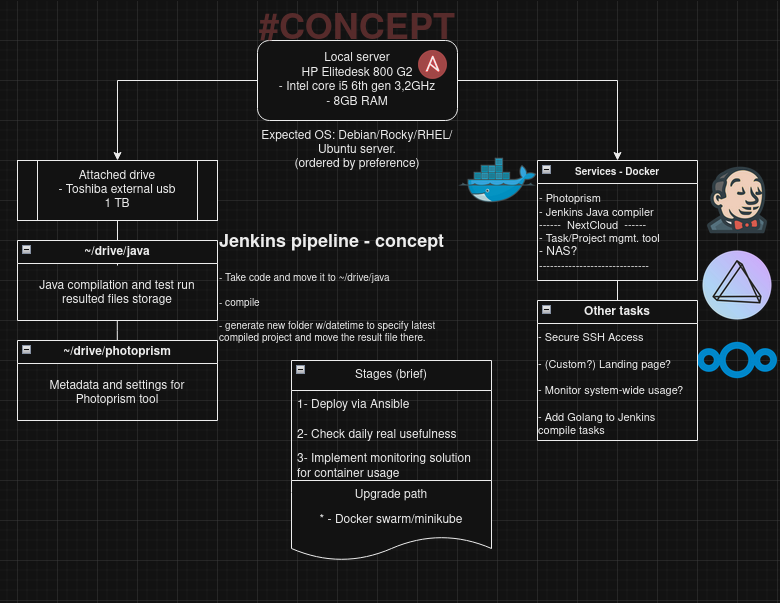 #CONCEPT
Local server
HP Elitedesk 800 G2
- Intel core i5 6th gen 3,2GHz
- 8GB RAM
Expected OS: Debian/Rocky/RHEL/
Ubuntu server.
(ordered by preference)
Attached drive
- Toshiba external usb
1 TB
~/drive/java
Java compilation and test run
resulted files storage
~/drive/photoprism
Metadata and settings for
Photoprism tool
Jenkins pipeline - concept
- Take code and move it to ~/drive/java
- compile
- generate new folder w/datetime to specify latest
compiled project and move the result file there.
Stages (brief)
1- Deploy via Ansible
2- Check daily real usefulness
3- Implement monitoring solution
for container usage
Upgrade path
* - Docker swarm/minikube
Services - Docker
- Photoprism
- Jenkins Java compiler
------ NextCloud ------
- Task/Project mgmt. tool
- NAS?
-----------------------------
Other tasks
- Secure SSH Access
- (Custom?) Landing page?
- Monitor system-wide usage?
- Add Golang to Jenkins
compile tasks